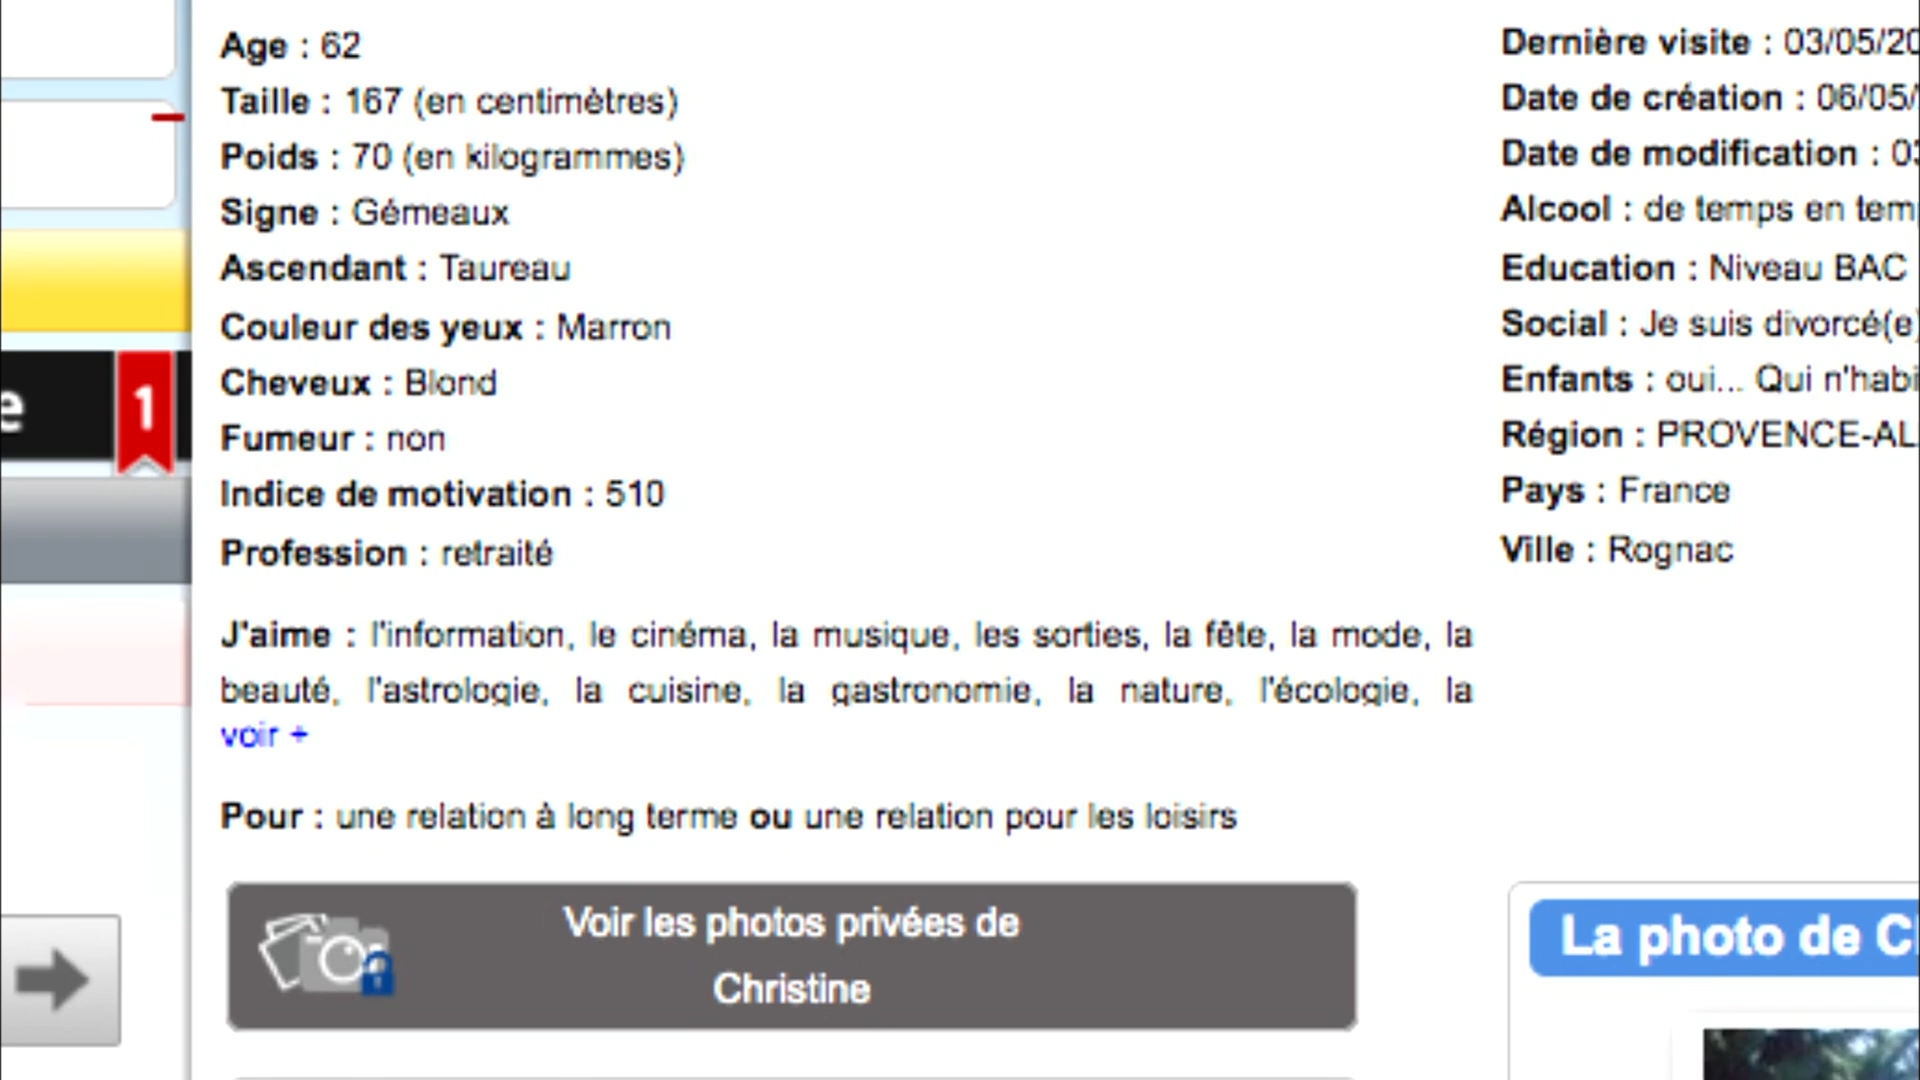 Age : 62
Taille : 167 (en centimètres)
Poids : 70 (en kilogrammes)
Signe : Gémeaux
Ascendant : Taureau
Couleur des yeux : Marron
Cheveux : Blond
Fumeur : non
Indice de motivation : 510
Profession : retraité
J'aime : l'information, le cinéma, la musique, les sorties, la fête, la mode, la
beauté, l'astrologie, la cuisine, la gastronomie, la nature, l'écologie, la
voir +
Pour : une relation à long terme ou une relation pour les loisirs
Voir les photos privées de
Christine
Dernière visite : 03/05/20
Date de création : 06/05/
Date de modification : 03
Alcool : de temps en temp
Education : Niveau BAC
Social : Je suis divorcé(e)
Enfants : oui... Qui n'habi
Région : PROVENCE-AL
Pays : France
Ville : Rognac
La photo de C
e
1